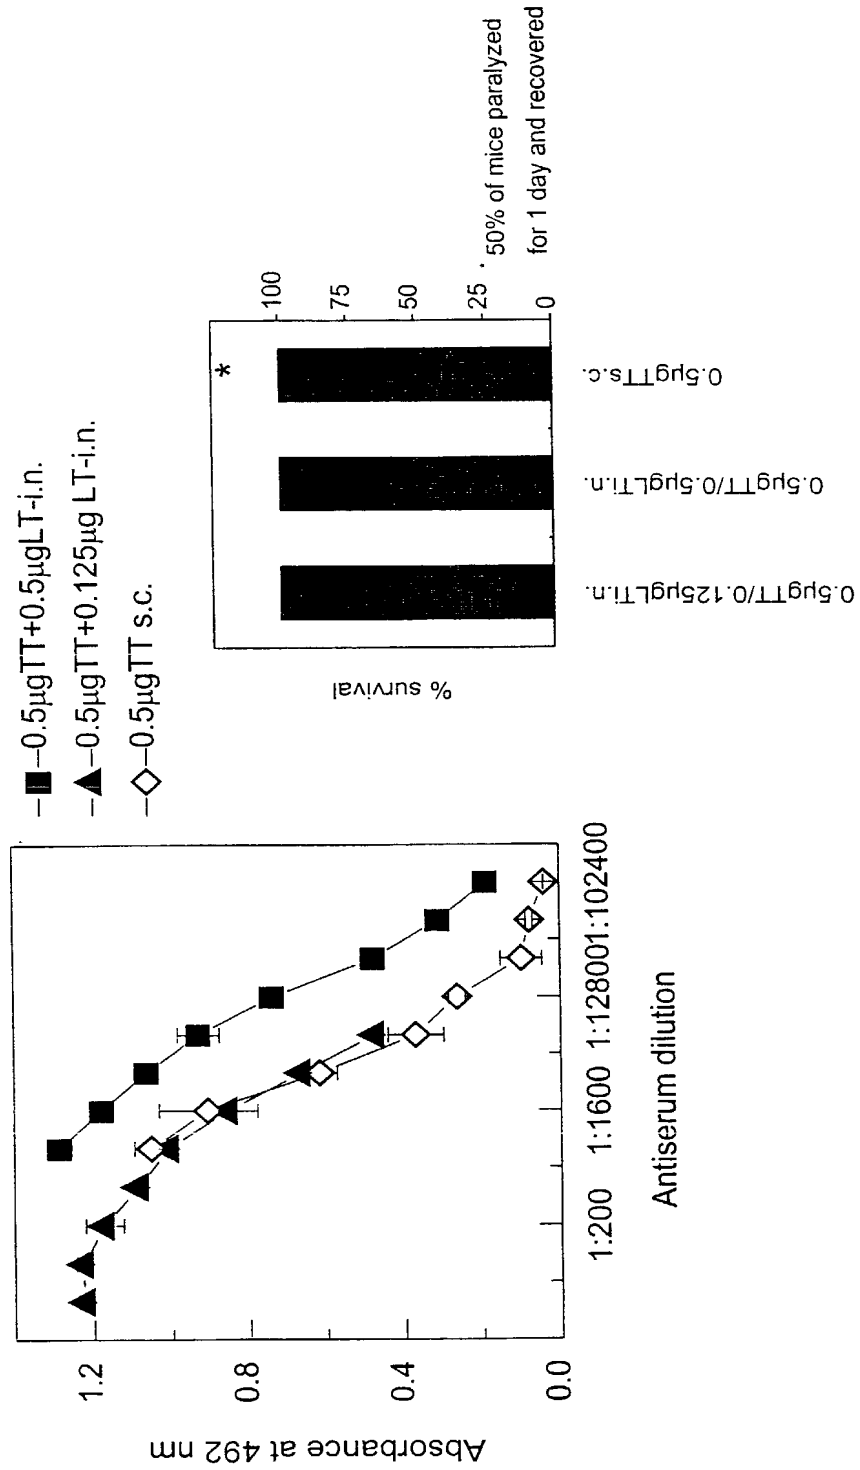 –■–0.5µgTT+0.5µgLT-i.n.
–▲–0.5µgTT+0.125µg LT-i.n.
–◇–0.5µgTT s.c.
Absorbance at 492 nm
1.2
0.8
0.4
0.0
1:200
1:1600
1:12800
1:102400
Antiserum dilution
% survival
*
100
75
50
25
0
0.5µgTT/0.125µgLTi.n.
0.5µgTT/0.5µgLTi.n.
0.5µgTTs.c.
* 50% of mice paralyzed
for 1 day and recovered